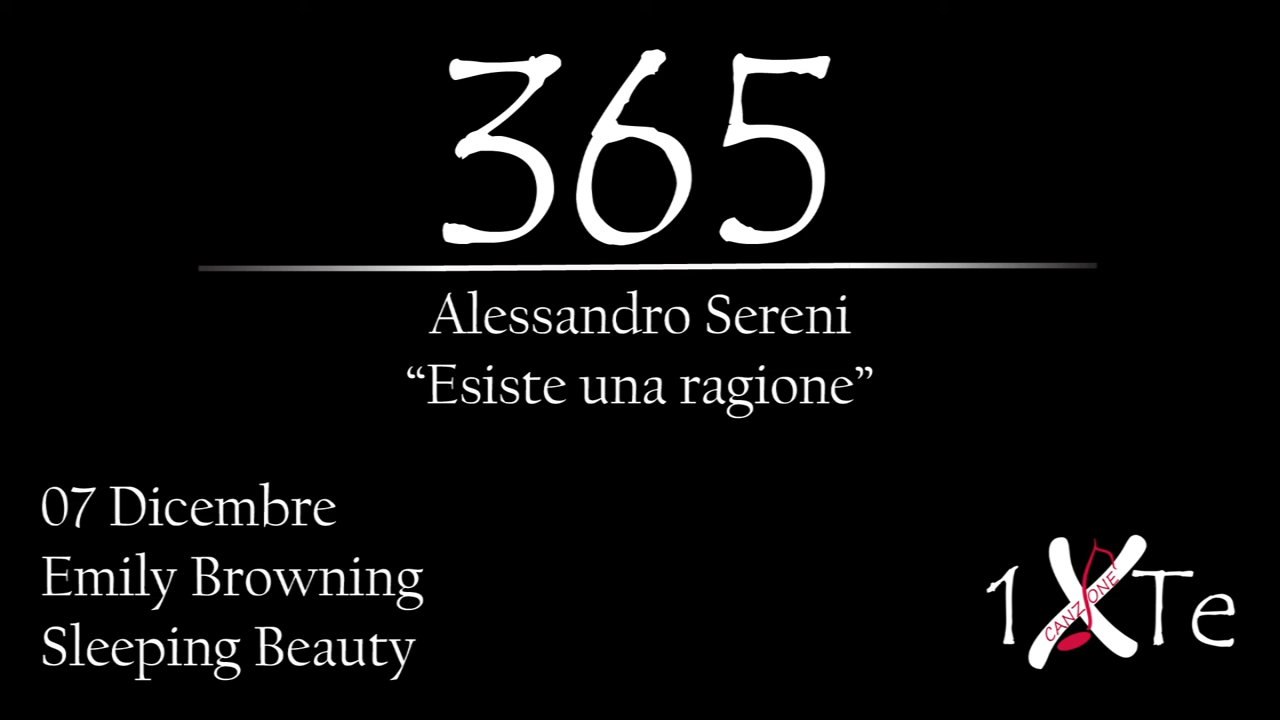 365
Alessandro Sereni
“Esiste una ragione”
07 Dicembre
Emily Browning
Sleeping Beauty
1XTe
CANZONE